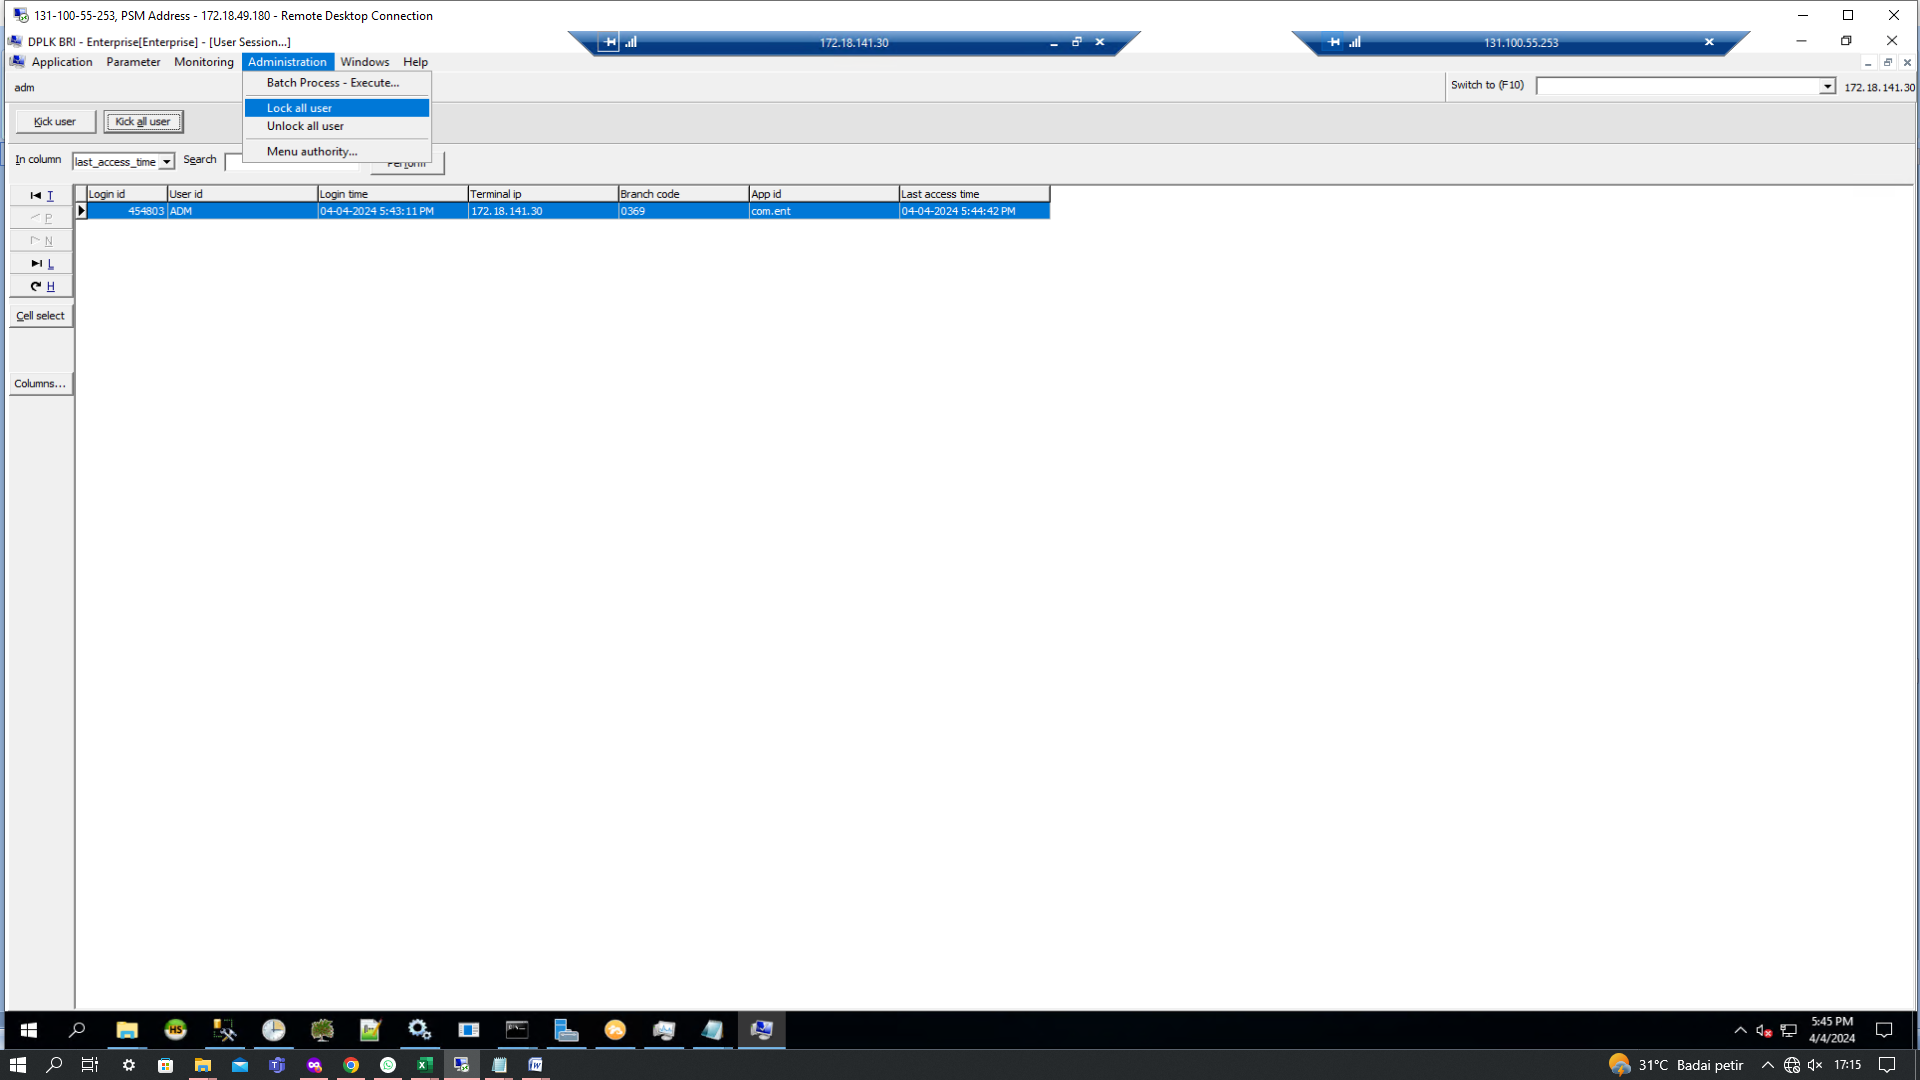 131-100-55-253, PSM Address - 172.18.49.180 - Remote Desktop Connection
DPLK BRI - Enterprise[Enterprise] - [User Session...]
172.18.141.30
131.100.55.253
Application Parameter Monitoring Administration Windows Help
adm
Batch Process - Execute...
Lock all user
Unlock all user
Menu authority...
Switch to (F10)
172.18.141.30
Kick user
Kick all user
In column
last_access_time
Search
Perform
T
P
N
L
H
Cell select
Columns...
Login id User id Login time Terminal ip Branch code App id Last access time
454803 ADM 04-04-2024 5:43:11 PM 172.18.141.30 0369 com.ent 04-04-2024 5:44:42 PM
HS
5:45 PM
4/4/2024
31°C Badai petir
17:15